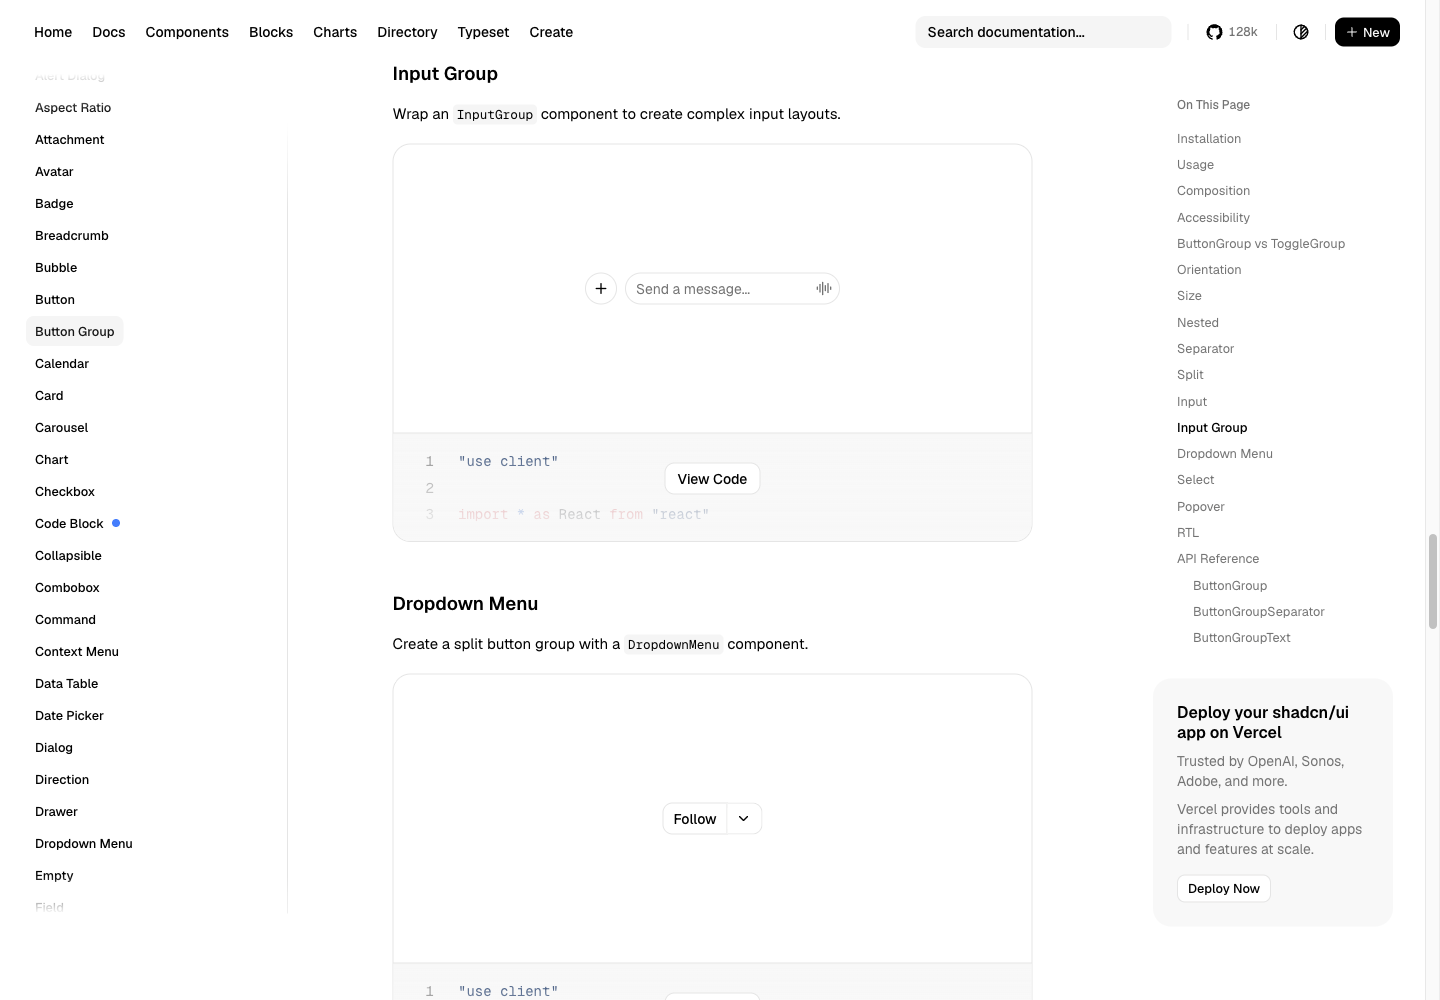 Home Docs Components Blocks Charts Directory Typeset Create
Search documentation...
128k
New
Alert Dialog
Aspect Ratio
Attachment
Avatar
Badge
Breadcrumb
Bubble
Button
Button Group
Calendar
Card
Carousel
Chart
Checkbox
Code Block
Collapsible
Combobox
Command
Context Menu
Data Table
Date Picker
Dialog
Direction
Drawer
Dropdown Menu
Empty
Field
Input Group
Wrap an InputGroup component to create complex input layouts.
Send a message...
1 "use client"
2
3 import * as React from "react"
View Code
Dropdown Menu
Create a split button group with a DropdownMenu component.
Follow
1 "use client"
On This Page
Installation
Usage
Composition
Accessibility
ButtonGroup vs ToggleGroup
Orientation
Size
Nested
Separator
Split
Input
Input Group
Dropdown Menu
Select
Popover
RTL
API Reference
ButtonGroup
ButtonGroupSeparator
ButtonGroupText
Deploy your shadcn/ui
app on Vercel
Trusted by OpenAI, Sonos,
Adobe, and more.
Vercel provides tools and
infrastructure to deploy apps
and features at scale.
Deploy Now